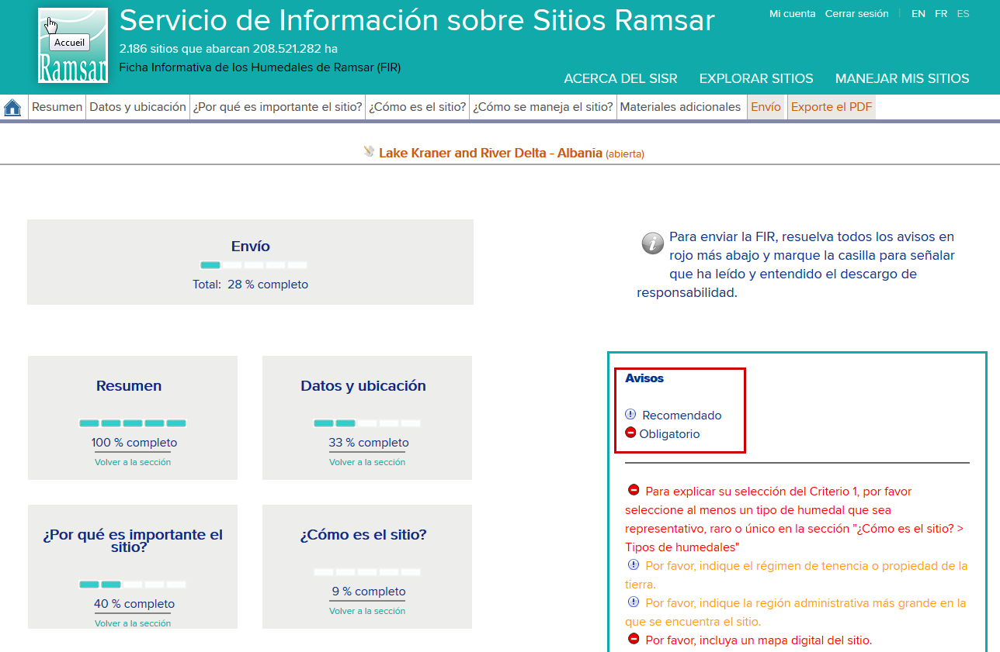 Servicio de Información sobre Sitios Ramsar
Mi cuenta Cerrar sesión EN FR ES
Accueil
Ramsar
2.186 sitios que abarcan 208.521.282 ha
Ficha Informativa de los Humedales de Ramsar (FIR)
ACERCA DEL SISR EXPLORAR SITIOS MANEJAR MIS SITIOS
Resumen Datos y ubicación ¿Por qué es importante el sitio? ¿Cómo es el sitio? ¿Cómo se maneja el sitio? Materiales adicionales Envío Exporte el PDF
Lake Kraner and River Delta - Albania (abierta)
Envío
Total: 28 % completo
Para enviar la FIR, resuelva todos los avisos en
rojo más abajo y marque la casilla para señalar
que ha leído y entendido el descargo de
responsabilidad.
Resumen
100 % completo
Volver a la sección
Datos y ubicación
33 % completo
Volver a la sección
¿Por qué es importante el
sitio?
40 % completo
Volver a la sección
¿Cómo es el sitio?
9 % completo
Volver a la sección
Avisos
Recomendado
Obligatorio
Para explicar su selección del Criterio 1, por favor
seleccione al menos un tipo de humedal que sea
representativo, raro o único en la sección "¿Cómo es el sitio? >
Tipos de humedales"
Por favor, indique el régimen de tenencia o propiedad de la
tierra.
Por favor, indique la región administrativa más grande en la
que se encuentra el sitio.
Por favor, incluya un mapa digital del sitio.